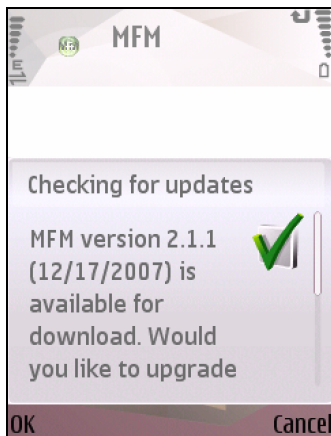 MFM
E
Checking for updates
MFM version 2.1.1
(12/17/2007) is
available for
download. Would
you like to upgrade
OK Cancel